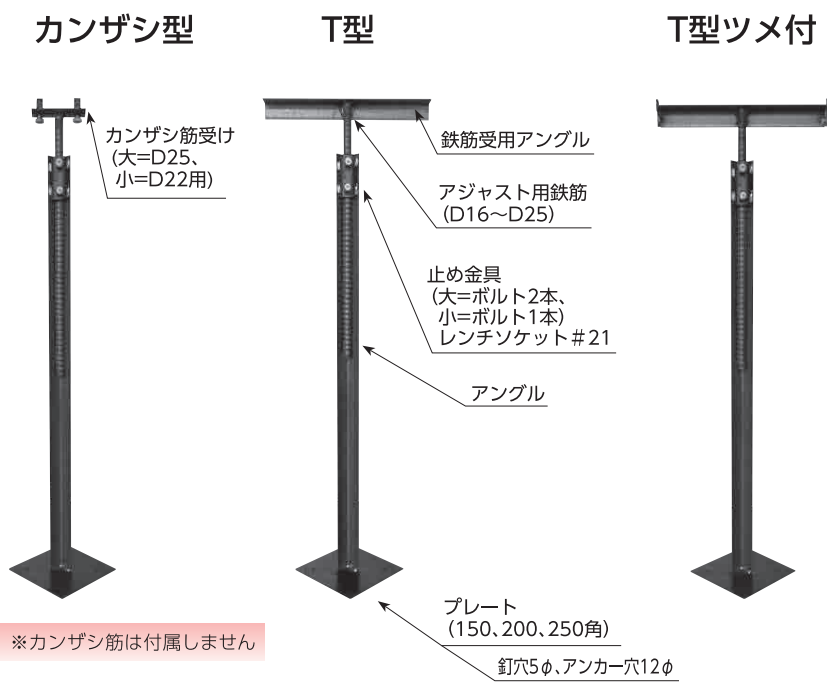 カンザシ型
T型
T型ツメ付
カンザシ筋受け
(大=D25、
小=D22用)
鉄筋受用アングル
アジャスト用鉄筋
(D16〜D25)
止め金具
(大=ボルト2本、
小=ボルト1本)
レンチソケット#21
アングル
プレート
(150、200、250角)
釘穴5φ、アンカー穴12φ
※カンザシ筋は付属しません